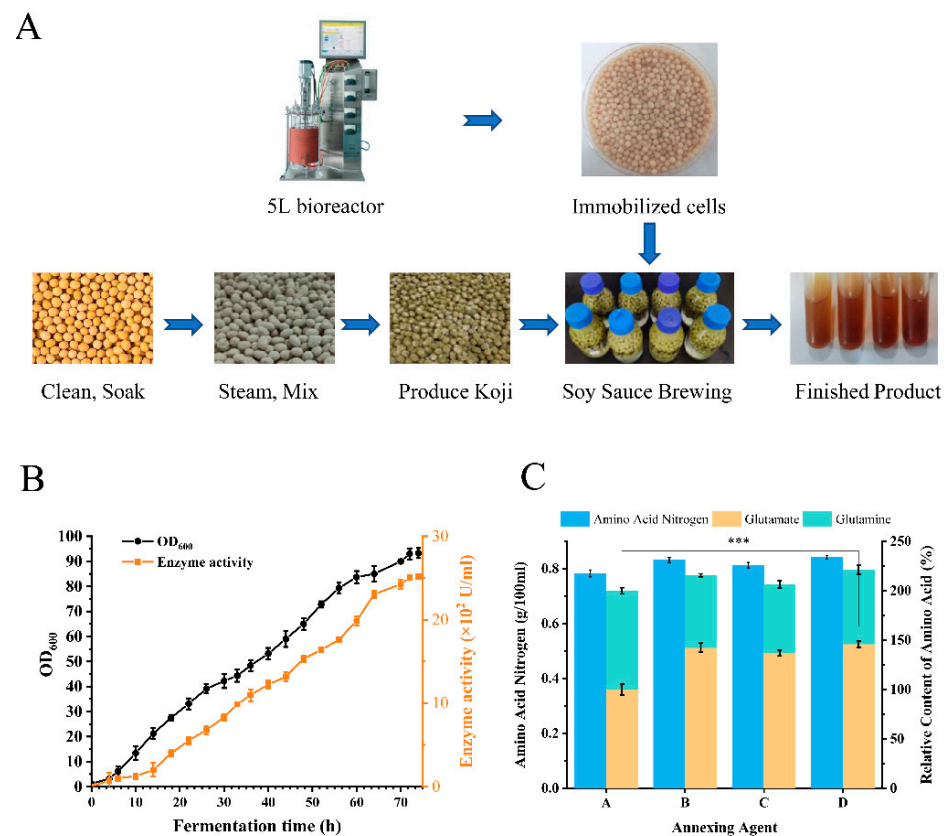 A
5L bioreactor
Immobilized cells
Clean, Soak
Steam, Mix
Produce Koji
Soy Sauce Brewing
Finished Product
B
OD600
Enzyme activity
100
90
80
70
60
50
40
30
20
10
0
OD600
30
20
10
0
Enzyme activity (×10² U/ml)
0
10
20
30
40
50
60
70
Fermentation time (h)
C
Amino Acid Nitrogen
Glutamate
Glutamine
***
0.8
0.6
0.4
0.2
0.0
Amino Acid Nitrogen (g/100ml)
250
200
150
100
50
0
Relative Content of Amino Acid (%)
A
B
C
D
Annexing Agent